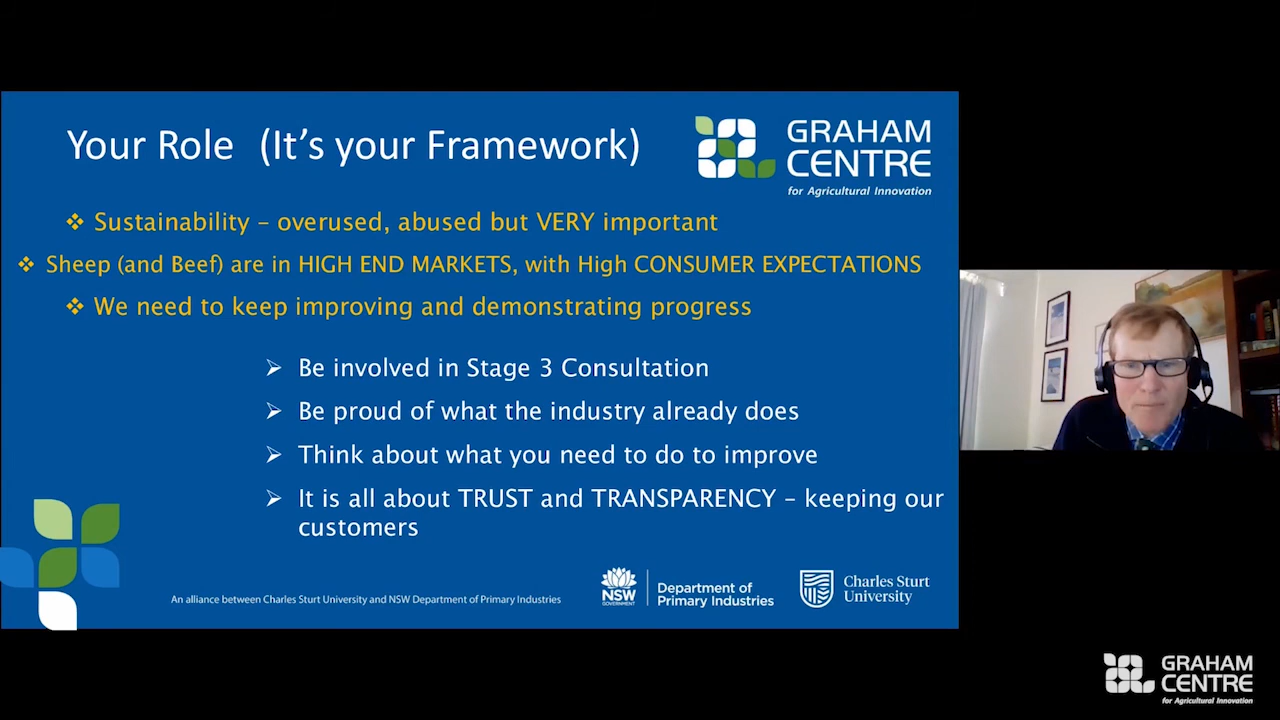 Your Role (It's your Framework)
GRAHAM
CENTRE
for Agricultural Innovation
❖ Sustainability – overused, abused but VERY important
❖ Sheep (and Beef) are in HIGH END MARKETS, with High CONSUMER EXPECTATIONS
❖ We need to keep improving and demonstrating progress
➢ Be involved in Stage 3 Consultation
➢ Be proud of what the industry already does
➢ Think about what you need to do to improve
➢ It is all about TRUST and TRANSPARENCY – keeping our
customers
An alliance between Charles Sturt University and NSW Department of Primary Industries
NSW
GOVERNMENT
Department of
Primary Industries
Charles Sturt
University
GRAHAM
CENTRE
for Agricultural Innovation